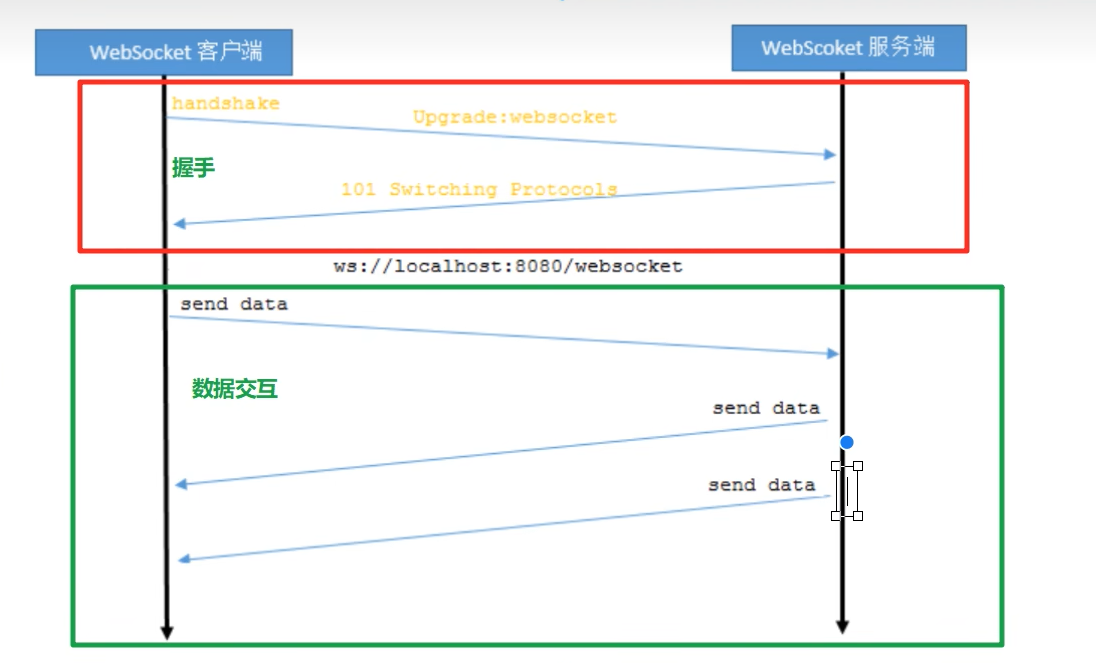 WebSocket 客户端
WebScoket 服务端
handshake
Upgrade:websocket
握手
101 Switching Protocols
ws://localhost:8080/websocket
send data
数据交互
send data
send data